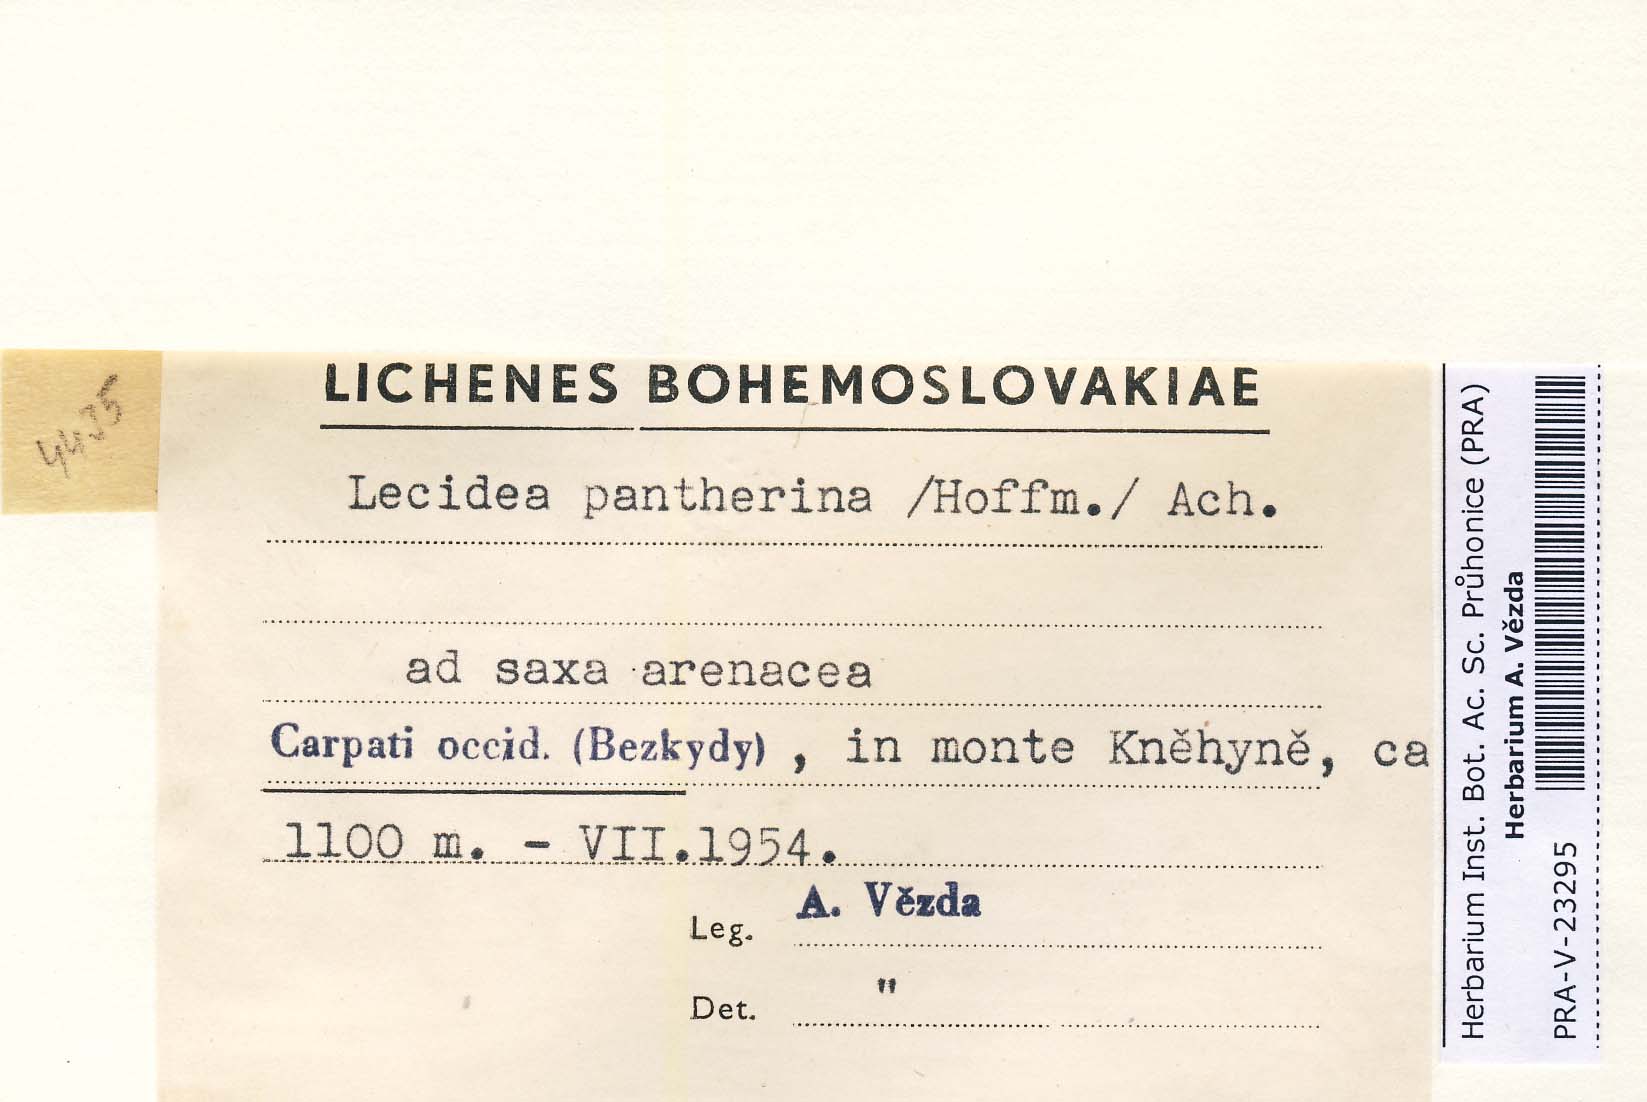 4435
LICHENES BOHEMOSLOVAKIAE
Lecidea pantherina /Hoffm./ Ach.
ad saxa arenacea
Carpati occid. (Bezkydy) , in monte Kněhyně, ca
1100 m. - VII.1954.
Leg. A. Vězda
Det. "
Herbarium Inst. Bot. Ac. Sc. Průhonice (PRA)
Herbarium A. Vězda
PRA-V-23295